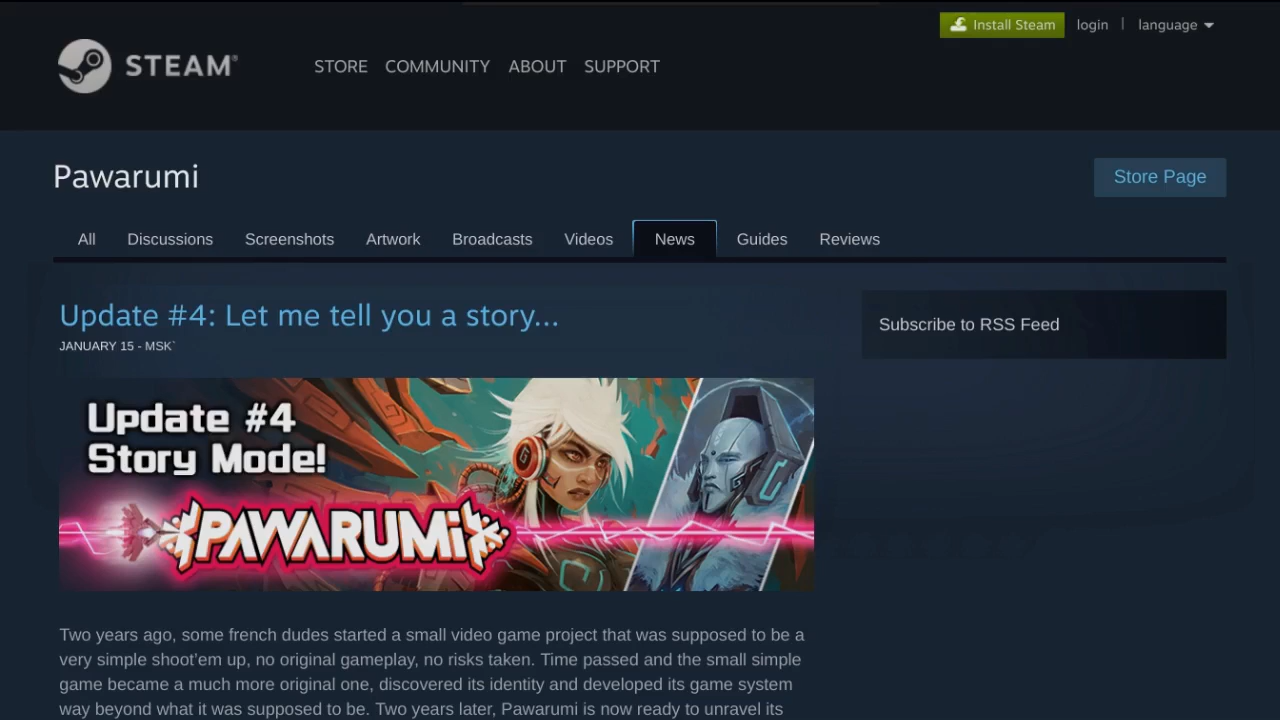 Install Steam
login | language
STEAM®
STORE COMMUNITY ABOUT SUPPORT
Pawarumi
Store Page
All Discussions Screenshots Artwork Broadcasts Videos News Guides Reviews
Update #4: Let me tell you a story...
JANUARY 15 - MSK`
Subscribe to RSS Feed
Update #4
Story Mode!
PAWARUMi
Two years ago, some french dudes started a small video game project that was supposed to be a
very simple shoot'em up, no original gameplay, no risks taken. Time passed and the small simple
game became a much more original one, discovered its identity and developed its game system
way beyond what it was supposed to be. Two years later, Pawarumi is now ready to unravel its